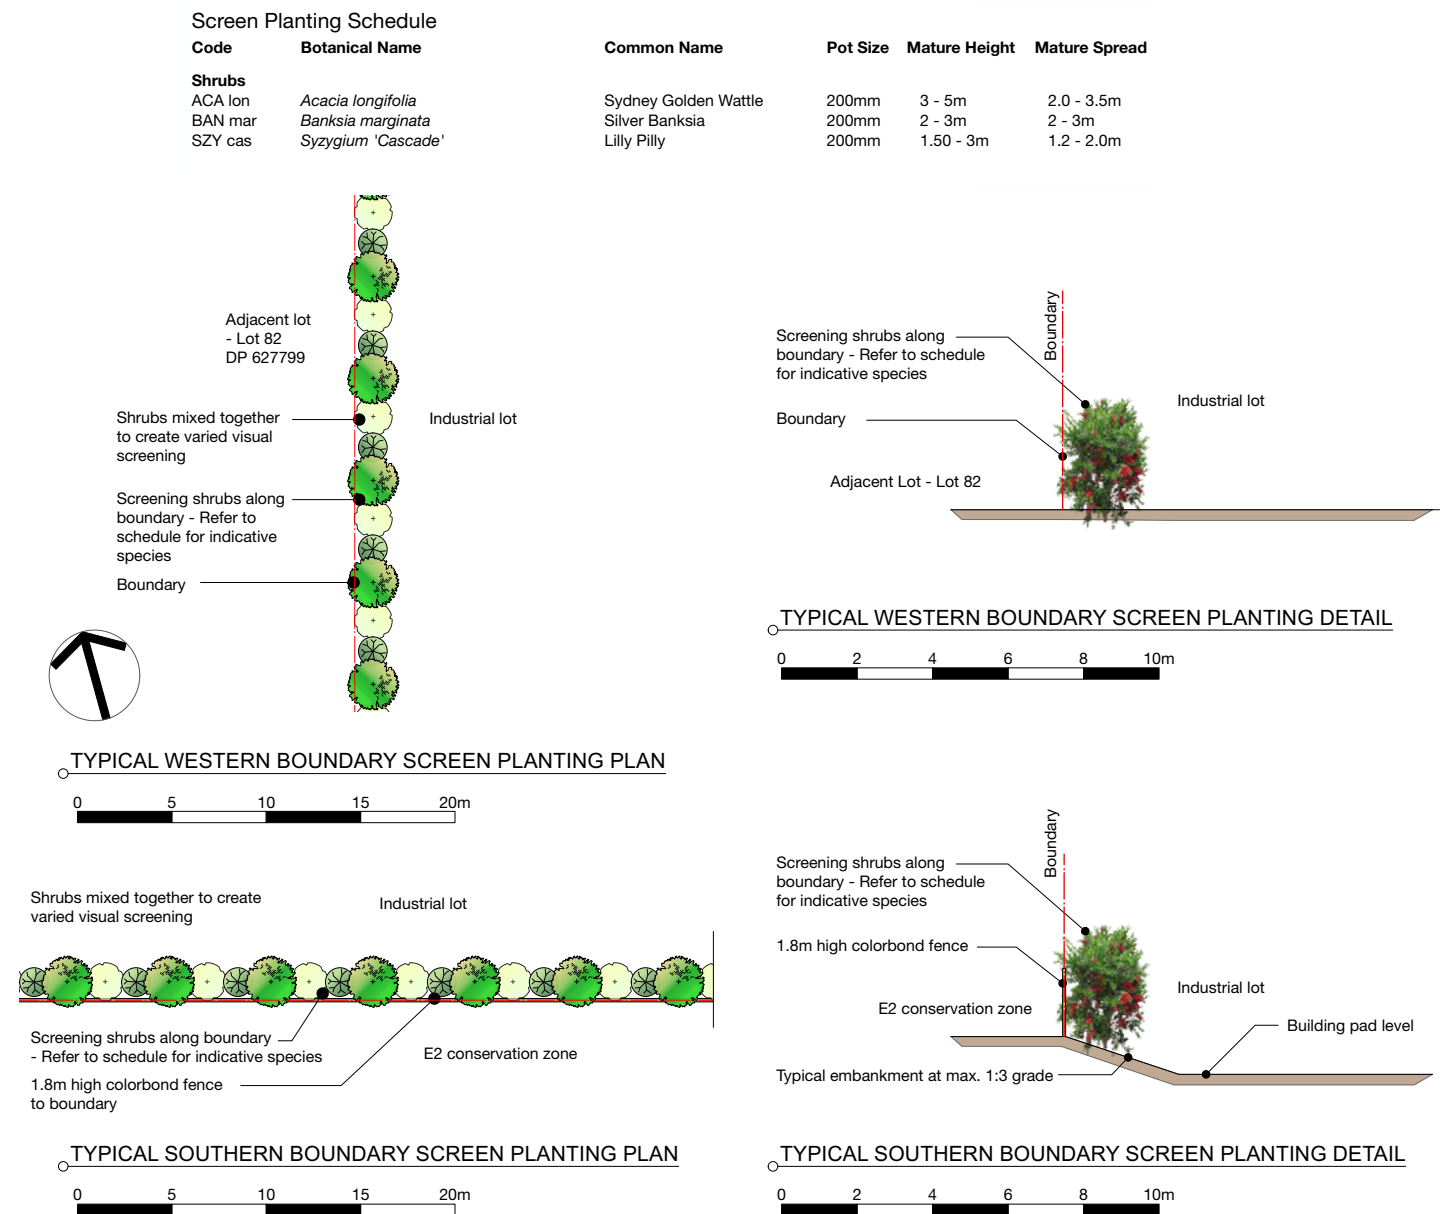 Screen Planting Schedule
Code Botanical Name Common Name Pot Size Mature Height Mature Spread
Shrubs
ACA lon Acacia longifolia Sydney Golden Wattle 200mm 3 - 5m 2.0 - 3.5m
BAN mar Banksia marginata Silver Banksia 200mm 2 - 3m 2 - 3m
SZY cas Syzygium 'Cascade' Lilly Pilly 200mm 1.50 - 3m 1.2 - 2.0m
Adjacent lot
- Lot 82
DP 627799
Shrubs mixed together
to create varied visual
screening
Industrial lot
Screening shrubs along
boundary - Refer to
schedule for indicative
species
Boundary
TYPICAL WESTERN BOUNDARY SCREEN PLANTING PLAN
0 5 10 15 20m
Boundary
Screening shrubs along
boundary - Refer to schedule
for indicative species
Boundary
Industrial lot
Adjacent Lot - Lot 82
TYPICAL WESTERN BOUNDARY SCREEN PLANTING DETAIL
0 2 4 6 8 10m
Shrubs mixed together to create
varied visual screening
Industrial lot
Screening shrubs along boundary
- Refer to schedule for indicative species
E2 conservation zone
1.8m high colorbond fence
to boundary
TYPICAL SOUTHERN BOUNDARY SCREEN PLANTING PLAN
0 5 10 15 20m
Boundary
Screening shrubs along
boundary - Refer to schedule
for indicative species
1.8m high colorbond fence
Industrial lot
E2 conservation zone
Building pad level
Typical embankment at max. 1:3 grade
TYPICAL SOUTHERN BOUNDARY SCREEN PLANTING DETAIL
0 2 4 6 8 10m